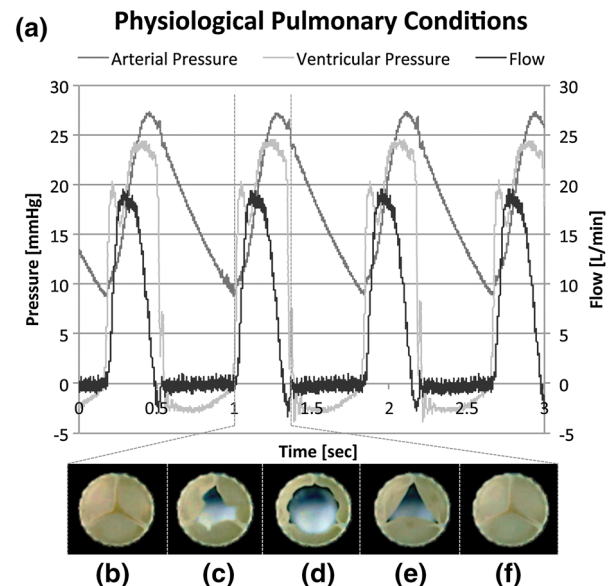 (a)
Physiological Pulmonary Conditions
Arterial Pressure Ventricular Pressure Flow
30 30
25 25
20 20
15 15
10 10
5 5
0 0
0 0.5 1 1.5 2 2.5 3
-5 -5
Pressure [mmHg]
Flow [L/min]
Time [sec]
(b) (c) (d) (e) (f)